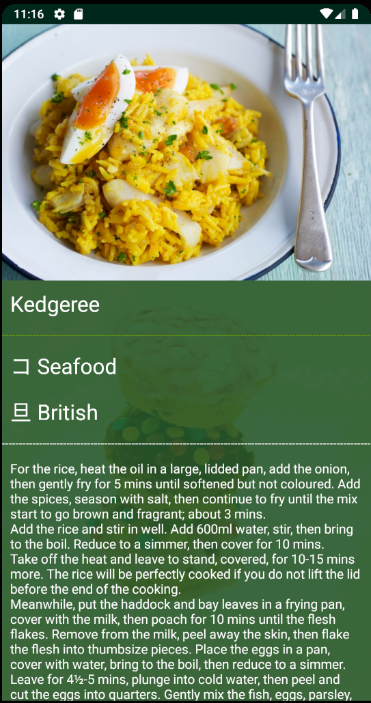 11:16
Kedgeree
コ Seafood
旦 British
For the rice, heat the oil in a large, lidded pan, add the onion,
then gently fry for 5 mins until softened but not coloured. Add
the spices, season with salt, then continue to fry until the mix
start to go brown and fragrant; about 3 mins.
Add the rice and stir in well. Add 600ml water, stir, then bring
to the boil. Reduce to a simmer, then cover for 10 mins.
Take off the heat and leave to stand, covered, for 10-15 mins
more. The rice will be perfectly cooked if you do not lift the lid
before the end of the cooking.
Meanwhile, put the haddock and bay leaves in a frying pan,
cover with the milk, then poach for 10 mins until the flesh
flakes. Remove from the milk, peel away the skin, then flake
the flesh into thumbsize pieces. Place the eggs in a pan,
cover with water, bring to the boil, then reduce to a simmer.
Leave for 4½-5 mins, plunge into cold water, then peel and
cut the eggs into quarters. Gently mix the fish, eggs, parsley,